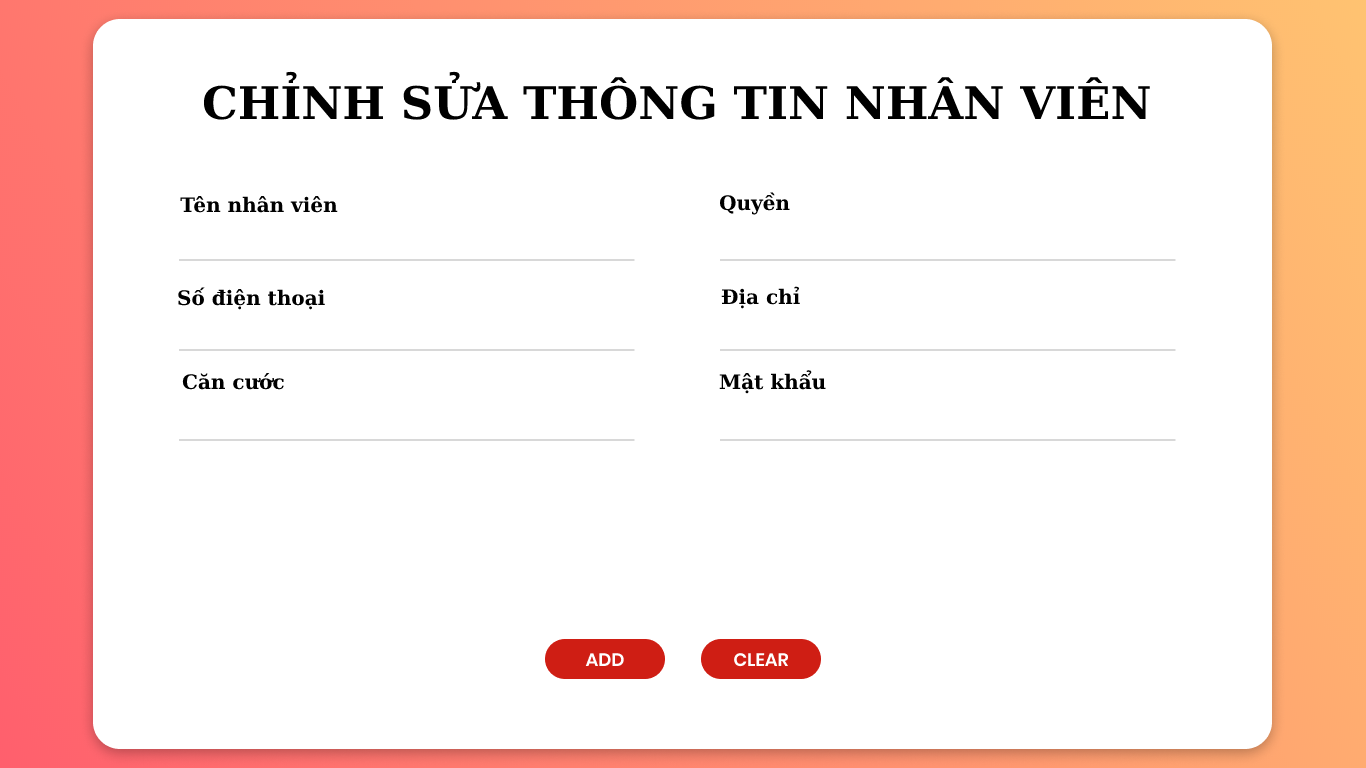 CHỈNH SỬA THÔNG TIN NHÂN VIÊN
Tên nhân viên
Quyền
Số điện thoại
Địa chỉ
Căn cước
Mật khẩu
ADD
CLEAR